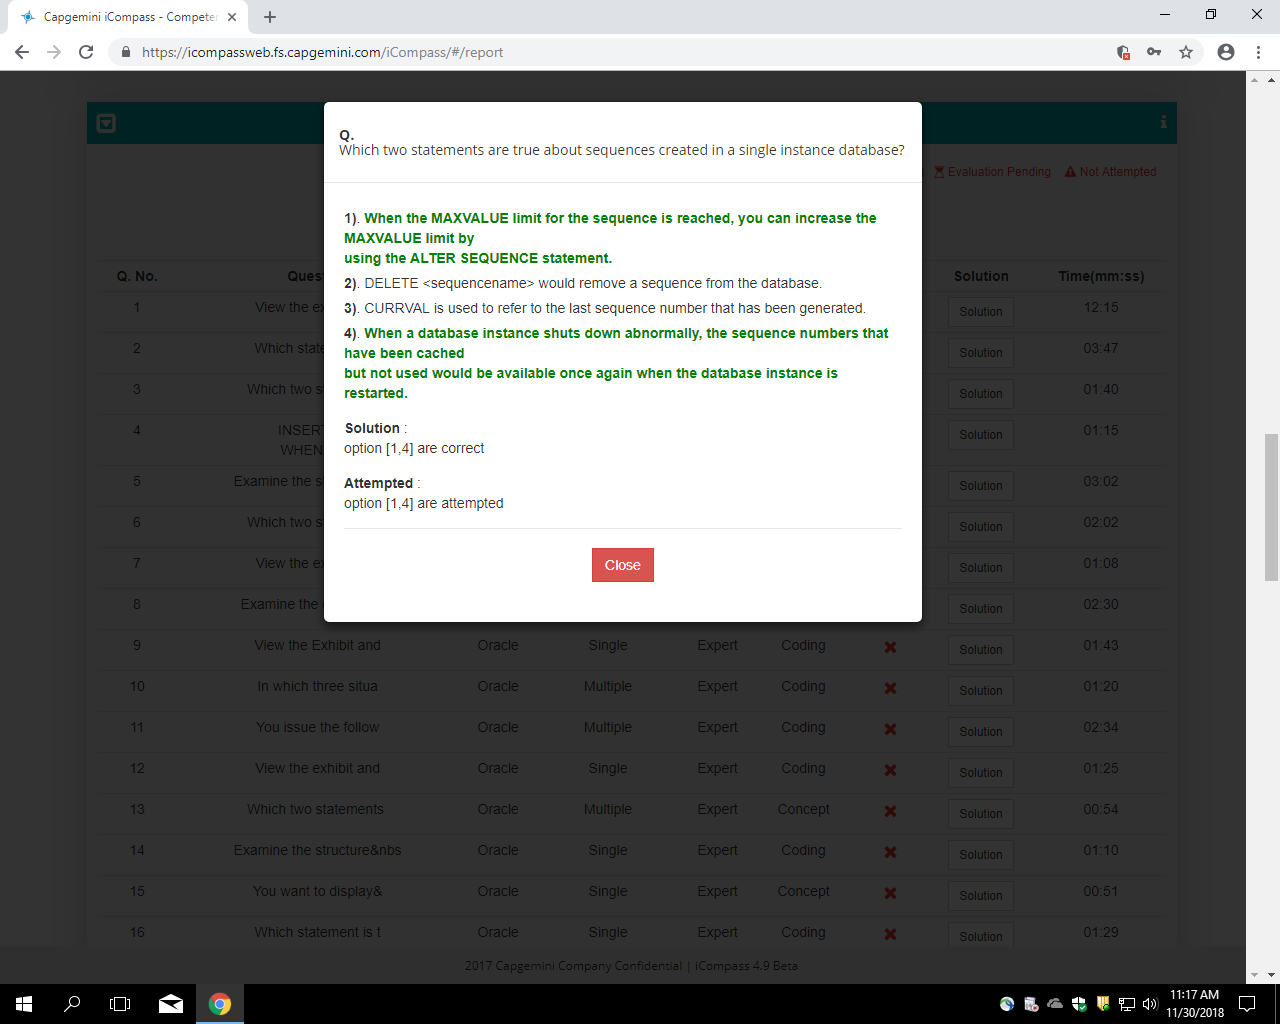 Capgemini iCompass - Competer
https://icompassweb.fs.capgemini.com/iCompass/#/report
Q.
Which two statements are true about sequences created in a single instance database?
Evaluation Pending Not Attempted
1). When the MAXVALUE limit for the sequence is reached, you can increase the
MAXVALUE limit by
using the ALTER SEQUENCE statement.
2). DELETE <sequencename> would remove a sequence from the database.
3). CURRVAL is used to refer to the last sequence number that has been generated.
4). When a database instance shuts down abnormally, the sequence numbers that
have been cached
but not used would be available once again when the database instance is
restarted.
Solution :
option [1,4] are correct
Attempted :
option [1,4] are attempted
Close
Q. No. Ques Solution Time(mm:ss)
1 View the ex Solution 12:15
2 Which state Solution 03:47
3 Which two s Solution 01:40
4 INSER Solution 01:15
WHEN
5 Examine the s Solution 03:02
6 Which two s Solution 02:02
7 View the ex Solution 01:08
8 Examine the Solution 02:30
9 View the Exhibit and Oracle Single Expert Coding Solution 01:43
10 In which three situa Oracle Multiple Expert Coding Solution 01:20
11 You issue the follow Oracle Multiple Expert Coding Solution 02:34
12 View the exhibit and Oracle Single Expert Coding Solution 01:25
13 Which two statements Oracle Multiple Expert Concept Solution 00:54
14 Examine the structure&nbs Oracle Single Expert Coding Solution 01:10
15 You want to display& Oracle Single Expert Concept Solution 00:51
16 Which statement is t Oracle Single Expert Coding Solution 01:29
2017 Capgemini Company Confidential | iCompass 4.9 Beta
11:17 AM
11/30/2018